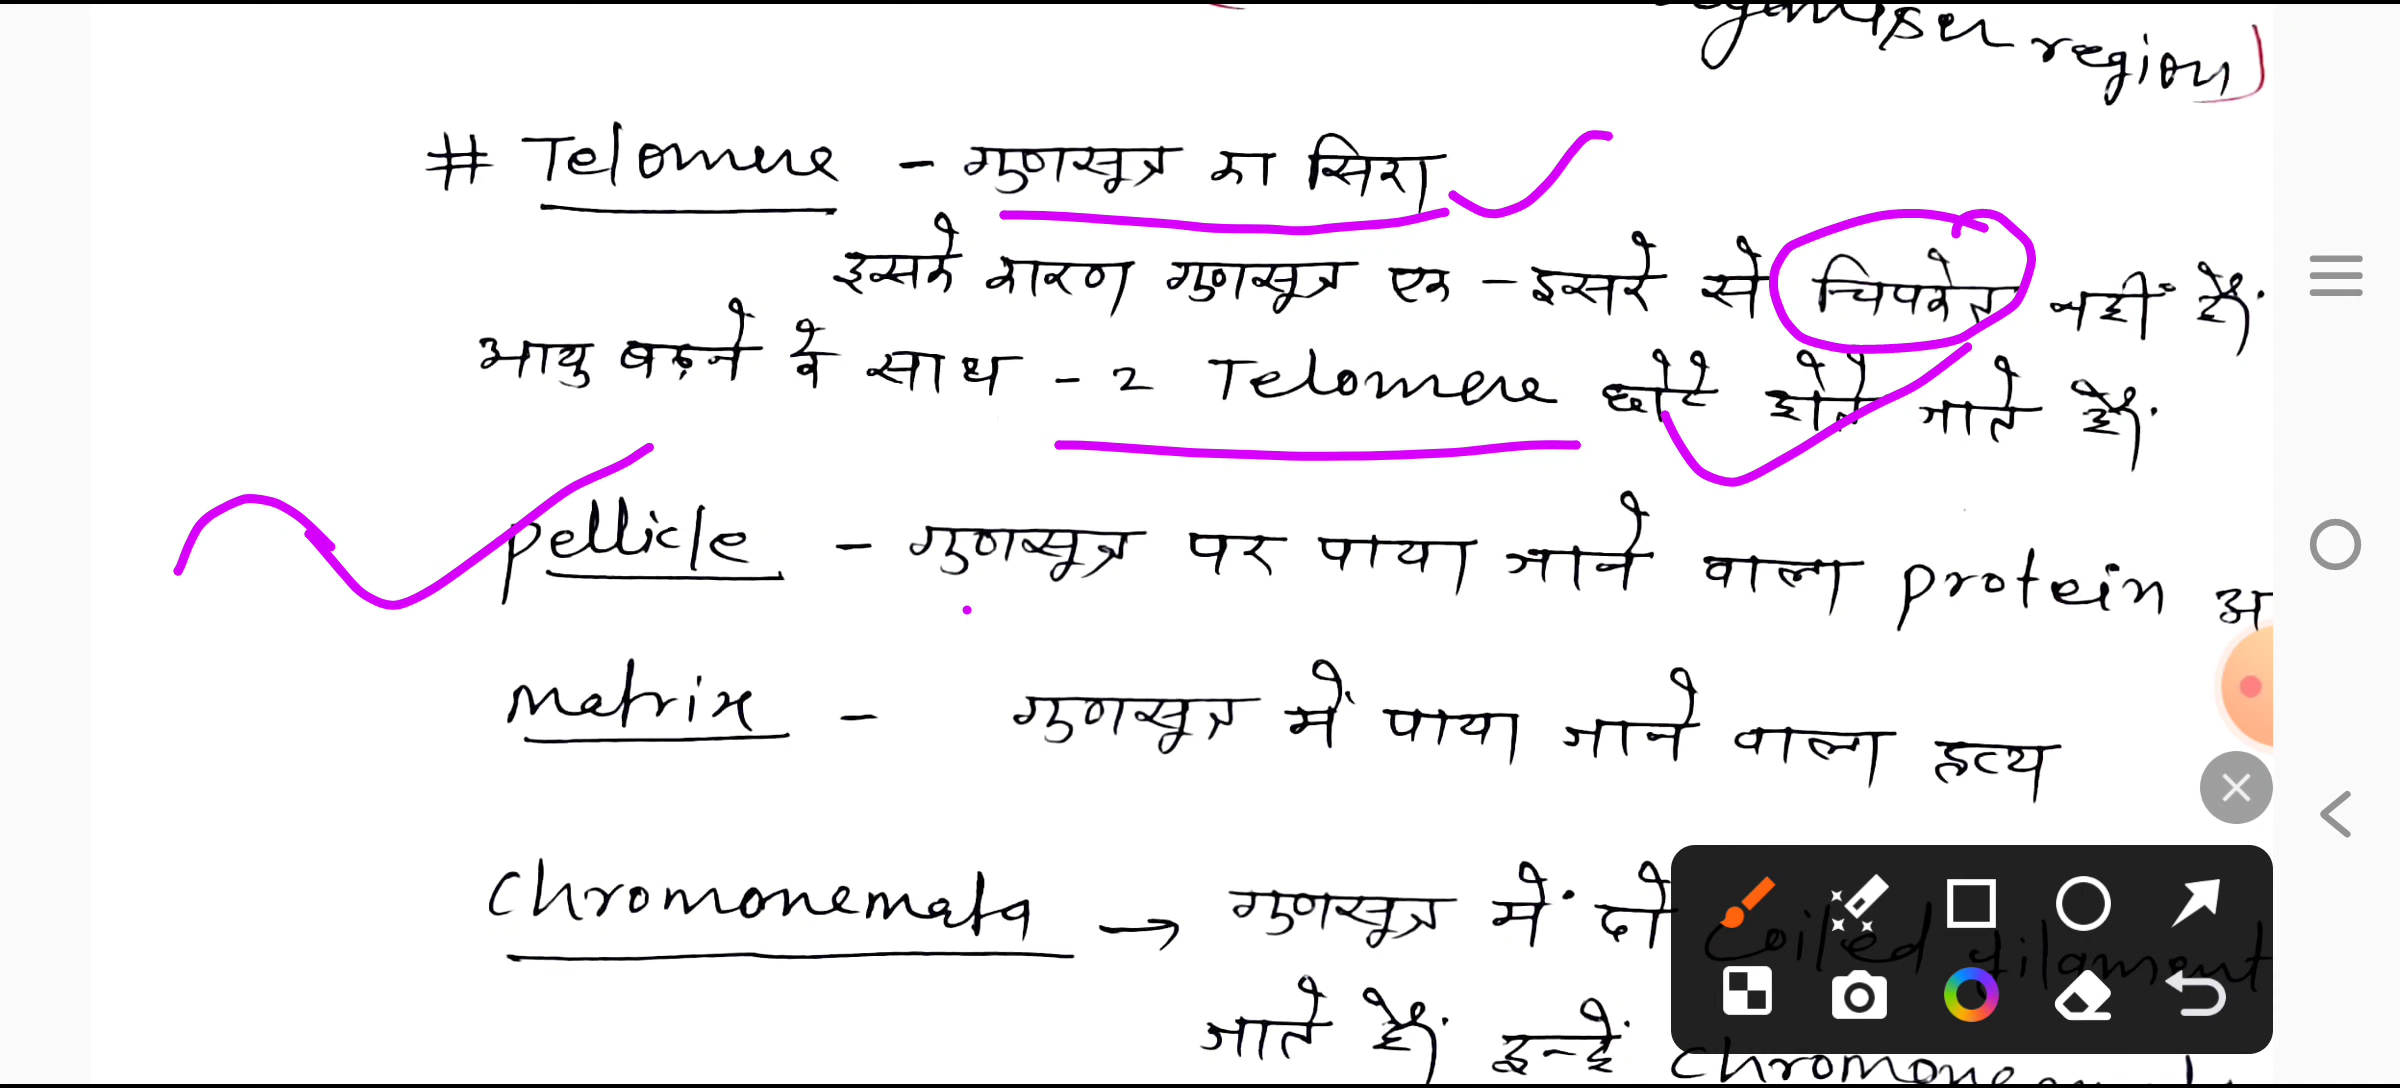 organiser region)
# Telomere - गुणसूत्र का सिरा
इसके कारण गुणसूत्र एक - दूसरे से चिपकते नहीं हैं.
आयु बढ़ने के साथ - 2 Telomere छोटे होते जाते हैं.
Pellicle - गुणसूत्र पर पाया जाने वाला protein
matrix - गुणसूत्र में पाया जाने वाला द्रव्य
Chromonemata → गुणसूत्र में दो Coiled filament
जाते हैं. इन्हें